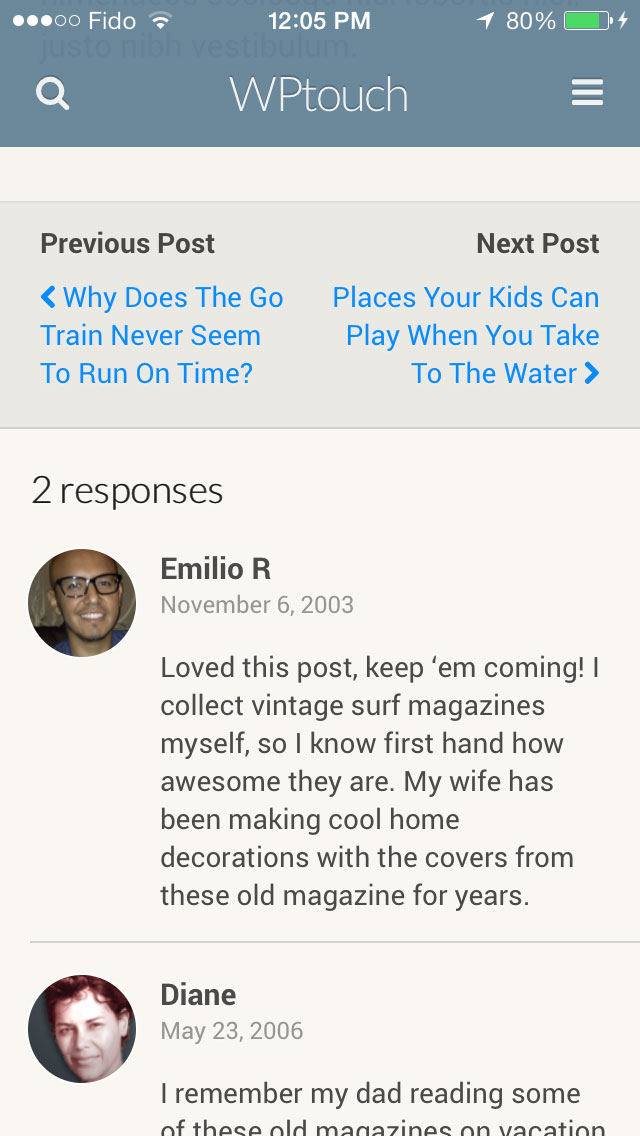 Fido 12:05 PM 80%
justo nibh vestibulum.
WPtouch
Previous Post
Why Does The Go
Train Never Seem
To Run On Time?
Next Post
Places Your Kids Can
Play When You Take
To The Water
2 responses
Emilio R
November 6, 2003
Loved this post, keep ‘em coming! I
collect vintage surf magazines
myself, so I know first hand how
awesome they are. My wife has
been making cool home
decorations with the covers from
these old magazine for years.
Diane
May 23, 2006
I remember my dad reading some
of these old magazines on vacation